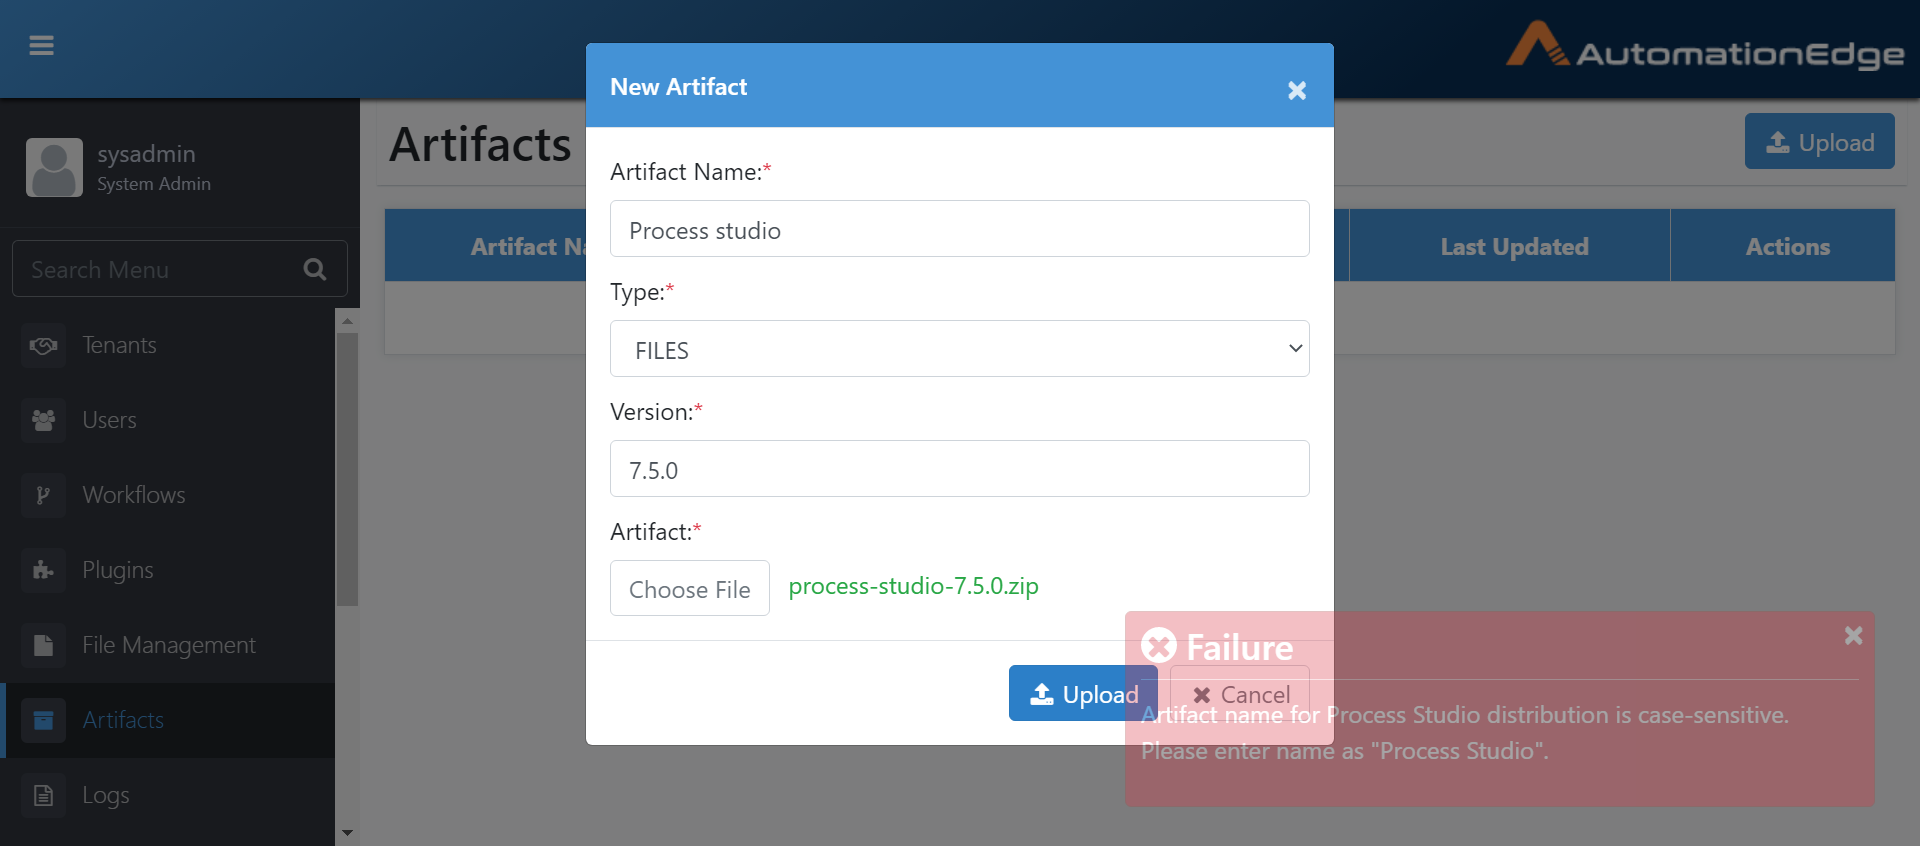 AutomationEdge
sysadmin
System Admin
Search Menu
Tenants
Users
Workflows
Plugins
File Management
Artifacts
Logs
Artifacts
Upload
Artifact Na
Last Updated
Actions
New Artifact
Artifact Name:*
Process studio
Type:*
FILES
Version:*
7.5.0
Artifact:*
Choose File
process-studio-7.5.0.zip
Upload
Cancel
Failure
Artifact name for Process Studio distribution is case-sensitive.
Please enter name as "Process Studio".